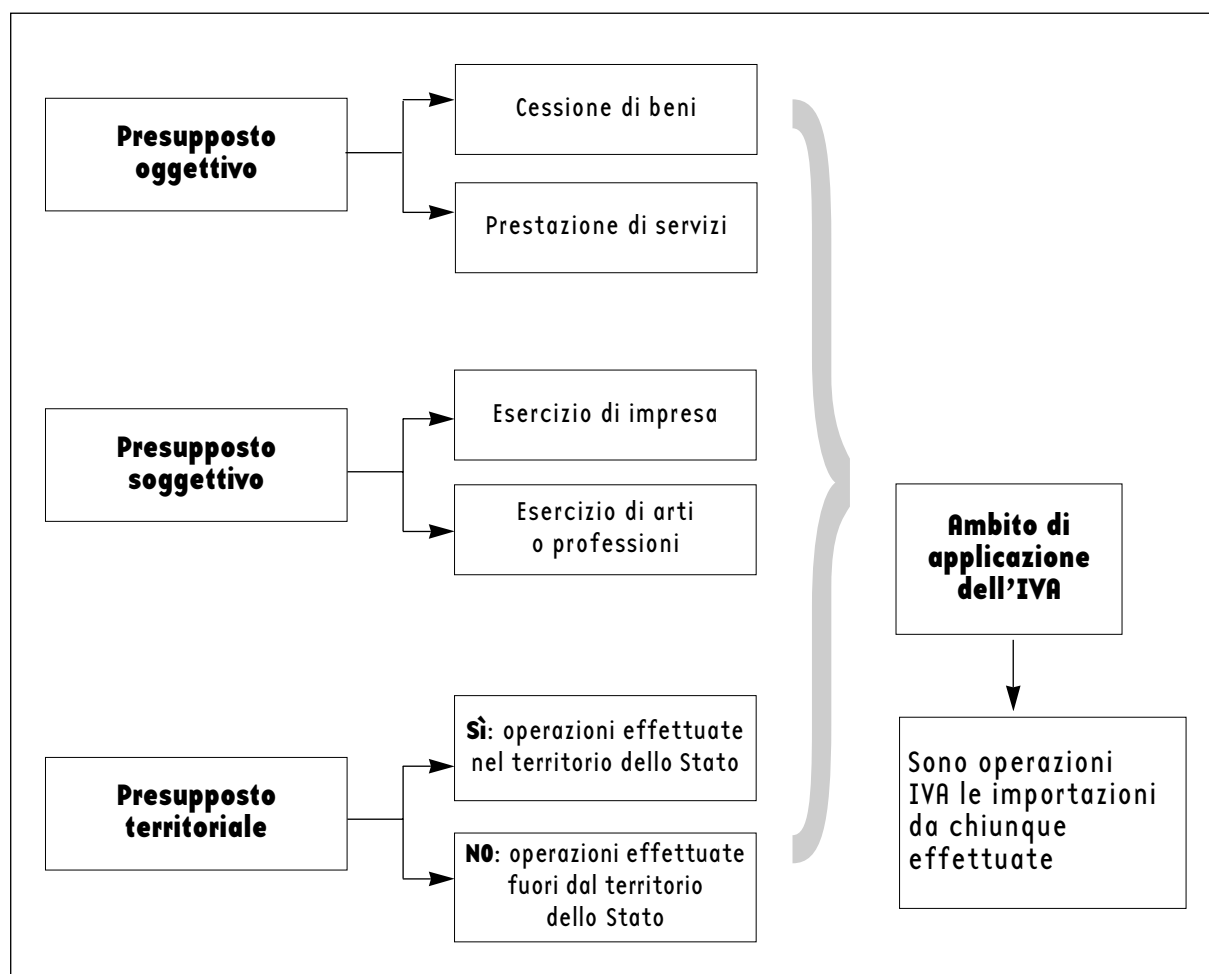 Presupposto
oggettivo
Cessione di beni
Prestazione di servizi
Presupposto
soggettivo
Esercizio di impresa
Esercizio di arti
o professioni
Presupposto
territoriale
Sì: operazioni effettuate
nel territorio dello Stato
NO: operazioni effettuate
fuori dal territorio
dello Stato
Ambito di
applicazione
dell’IVA
Sono operazioni
IVA le importazioni
da chiunque
effettuate